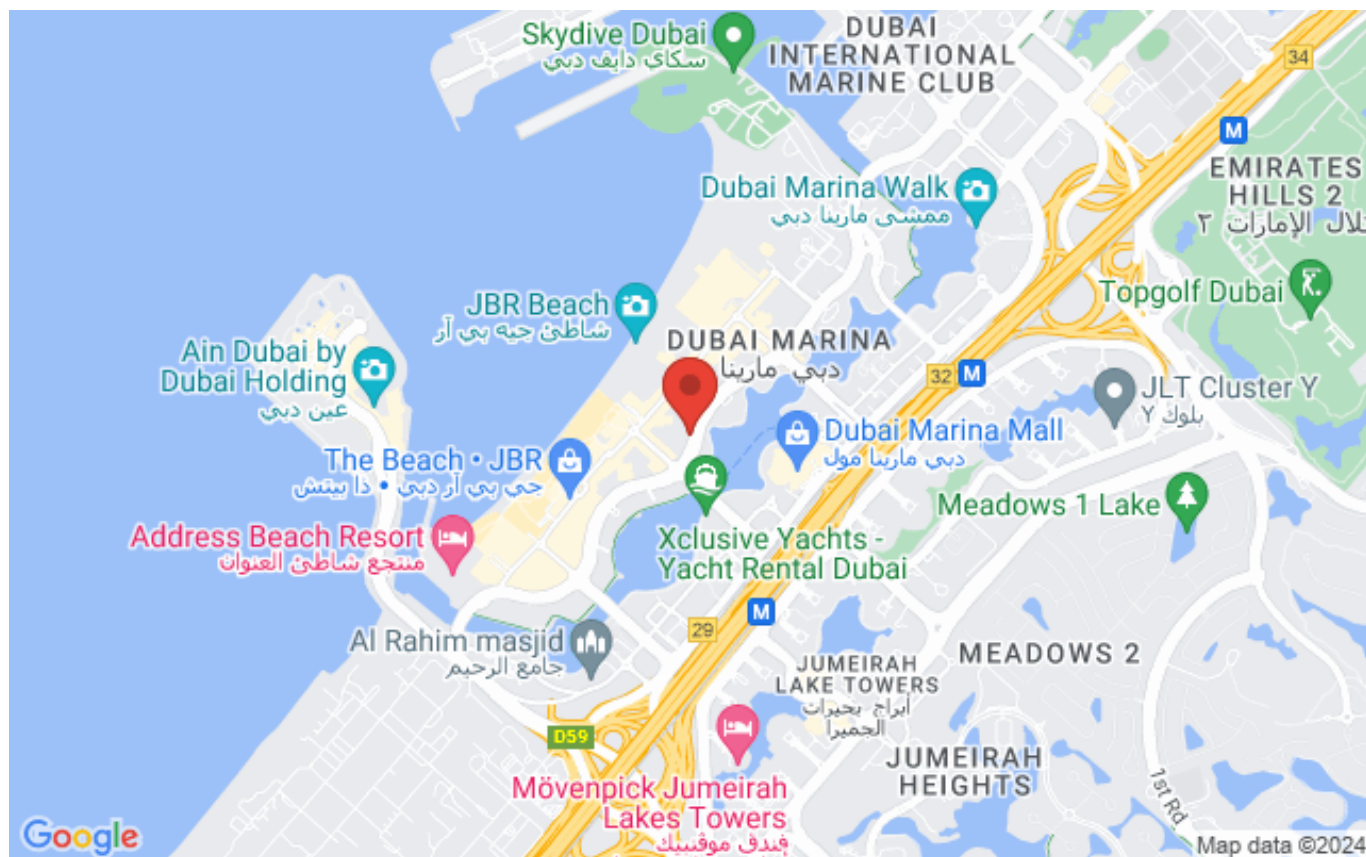 Skydive Dubai
سكاي دايف دبي
DUBAI
INTERNATIONAL
MARINE CLUB
34
M
EMIRATES
HILLS 2
تلال الإمارات ٢
Dubai Marina Walk
ممشى مارينا دبي
Topgolf Dubai
JBR Beach
شاطئ جيه بي آر
DUBAI MARINA
دبي مارينا
Ain Dubai by
Dubai Holding
عين دبي
32
M
JLT Cluster Y
بلوك Y
Dubai Marina Mall
دبي مارينا مول
The Beach • JBR
جي بي آر دبي • ذا بيتش
Meadows 1 Lake
Address Beach Resort
منتجع شاطئ العنوان
Xclusive Yachts -
Yacht Rental Dubai
M
29
Al Rahim masjid
جامع الرحيم
MEADOWS 2
JUMEIRAH
LAKE TOWERS
أبراج بحيرات
الجميرا
D59
JUMEIRAH
HEIGHTS
1st Rd
Mövenpick Jumeirah
Lakes Towers
فندق موڤنبيك
Google
Map data ©2024